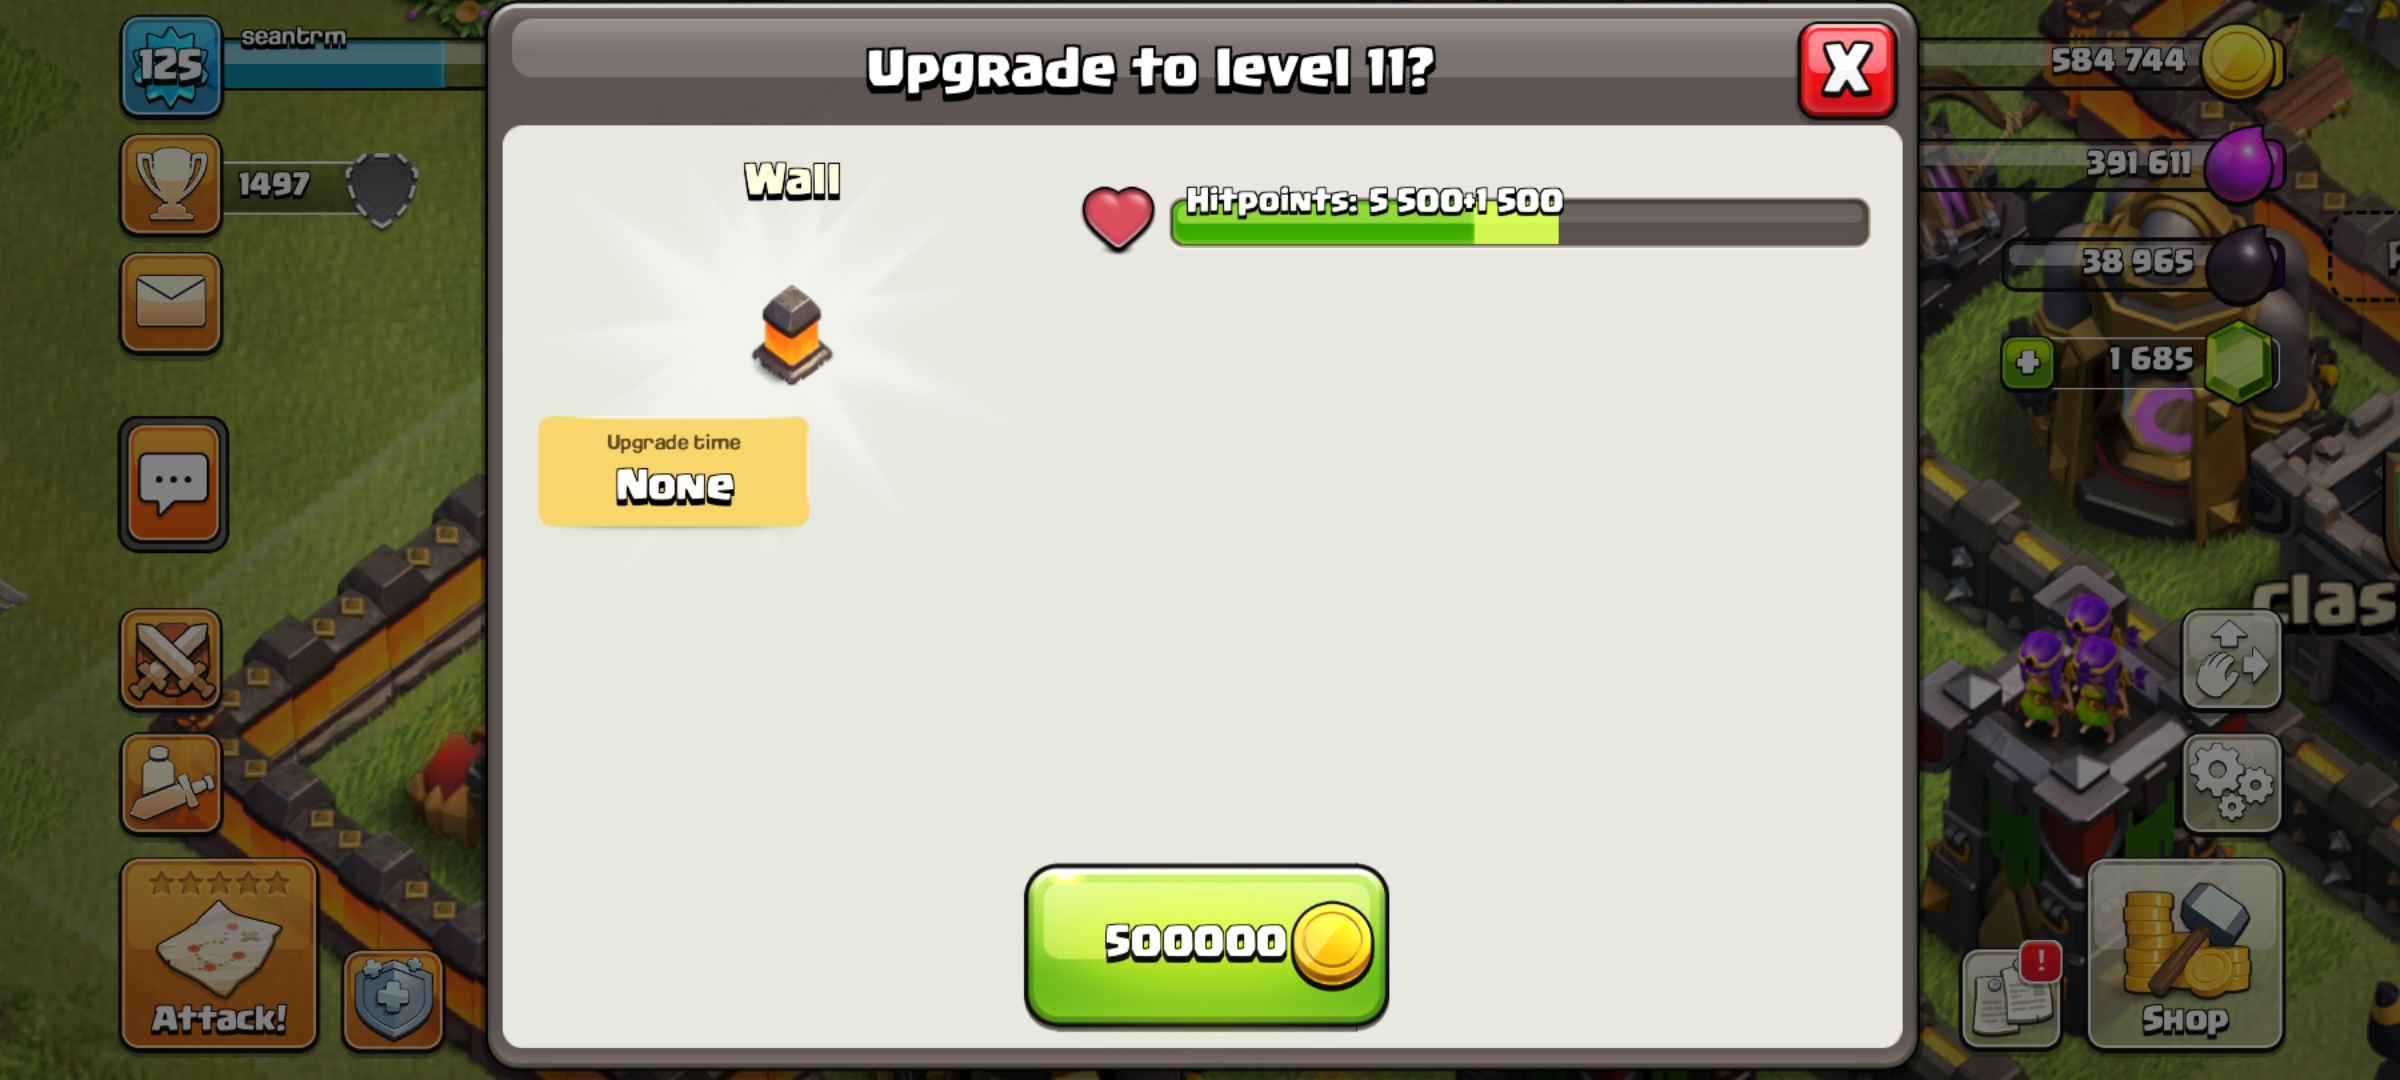 125
seantrm
1497
Attack!
Upgrade to level 11?
X
Wall
Hitpoints: 5 500+1 500
Upgrade time
None
500000
584 744
391 611
38 965
1 685
clas
!
Shop